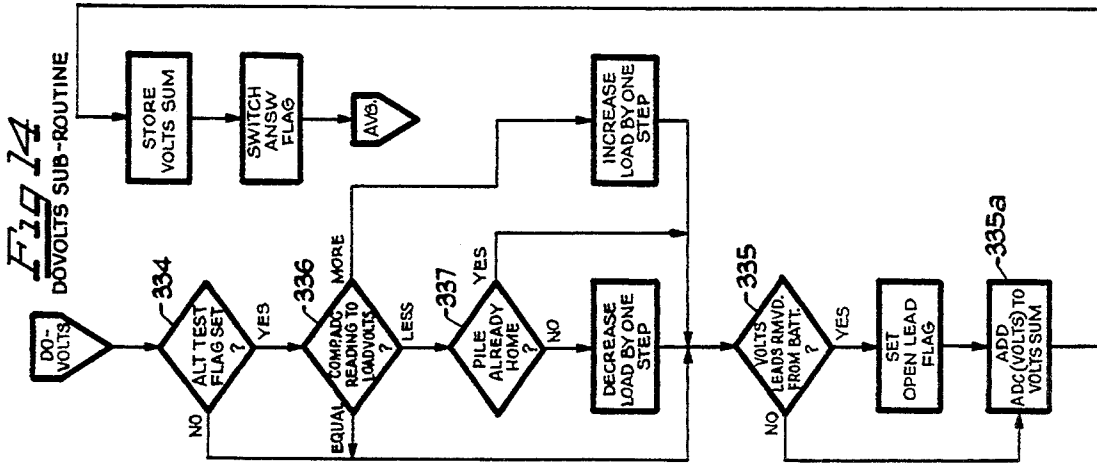 Fig 14
DOVOLTS SUB-ROUTINE
DO-
VOLTS
334
ALT TEST
FLAG SET
?
NO
YES
336
COMP. ADC
READING TO
LOADVOLTS
?
EQUAL
MORE
LESS
337
PILE
ALREADY
HOME
?
YES
NO
DECREASE
LOAD BY ONE
STEP
INCREASE
LOAD BY ONE
STEP
335
VOLTS
LEADS RMVD.
FROM BATT.
?
NO
YES
SET
OPEN LEAD
FLAG
335a
ADD
ADC (VOLTS) TO
VOLTS SUM
STORE
VOLTS SUM
SWITCH
ANSW
FLAG
AVG.